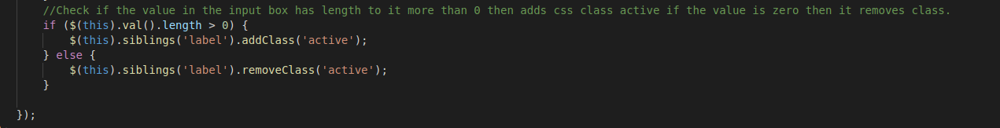 //Check if the value in the input box has length to it more than 0 then adds css class active if the value is zero then it removes class.
if ($(this).val().length > 0) {
$(this).siblings('label').addClass('active');
} else {
$(this).siblings('label').removeClass('active');
}
});